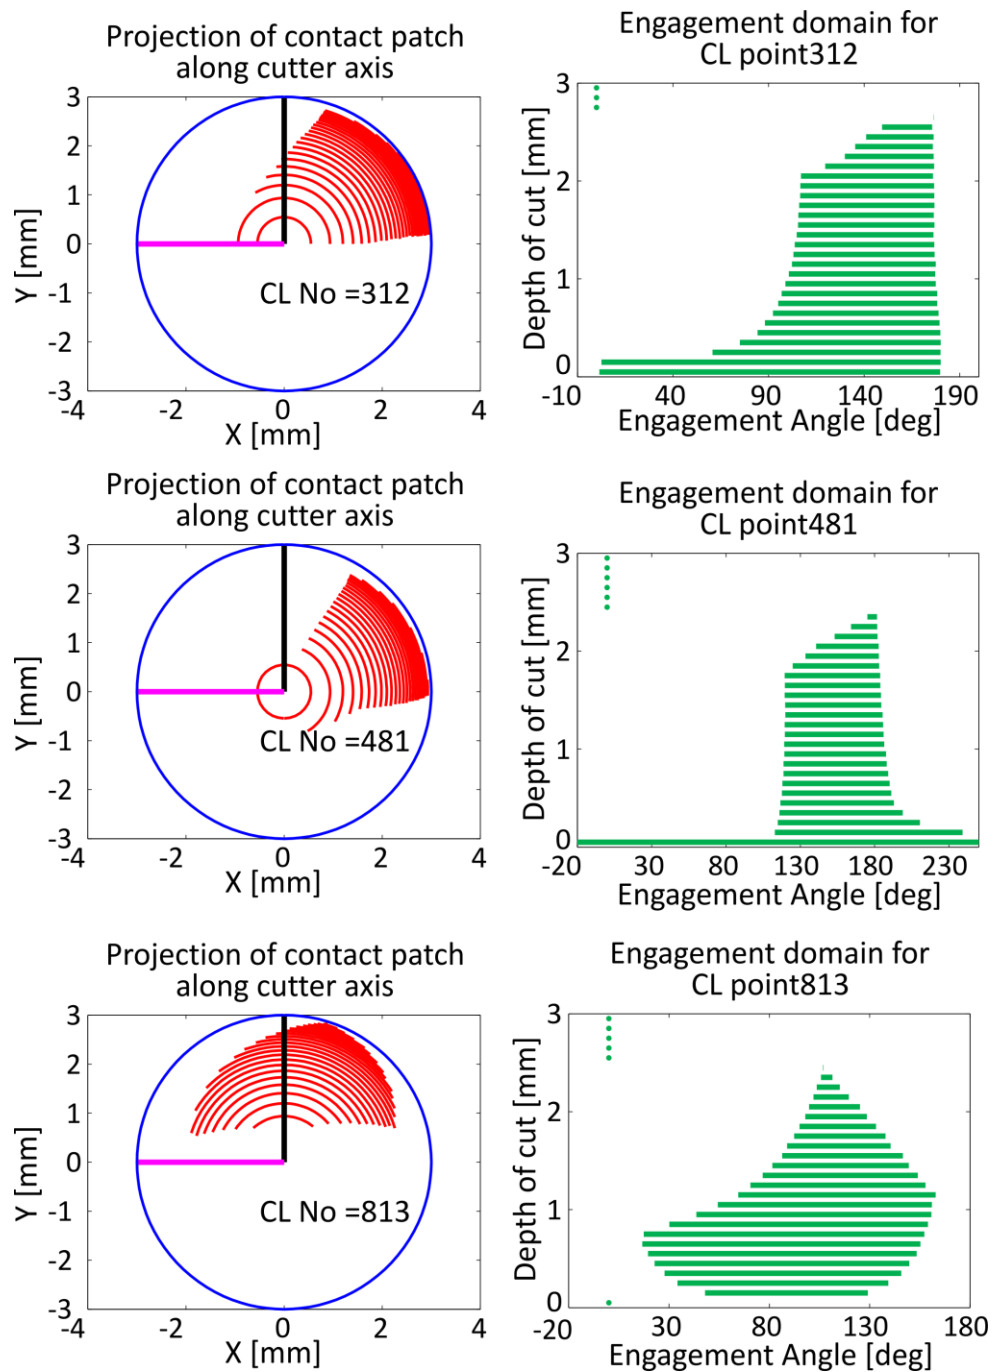 Projection of contact patch
along cutter axis
3
2
1
0
-1
-2
-3
-4
-2
0
2
4
Y [mm]
X [mm]
CL No =312
Engagement domain for
CL point312
3
2
1
0
-10
40
90
140
190
Depth of cut [mm]
Engagement Angle [deg]
Projection of contact patch
along cutter axis
3
2
1
0
-1
-2
-3
-4
-2
0
2
4
Y [mm]
X [mm]
CL No =481
Engagement domain for
CL point481
3
2
1
0
-20
30
80
130
180
230
Depth of cut [mm]
Engagement Angle [deg]
Projection of contact patch
along cutter axis
3
2
1
0
-1
-2
-3
-4
-2
0
2
4
Y [mm]
X [mm]
CL No =813
Engagement domain for
CL point813
3
2
1
0
-20
30
80
130
180
Depth of cut [mm]
Engagement Angle [deg]